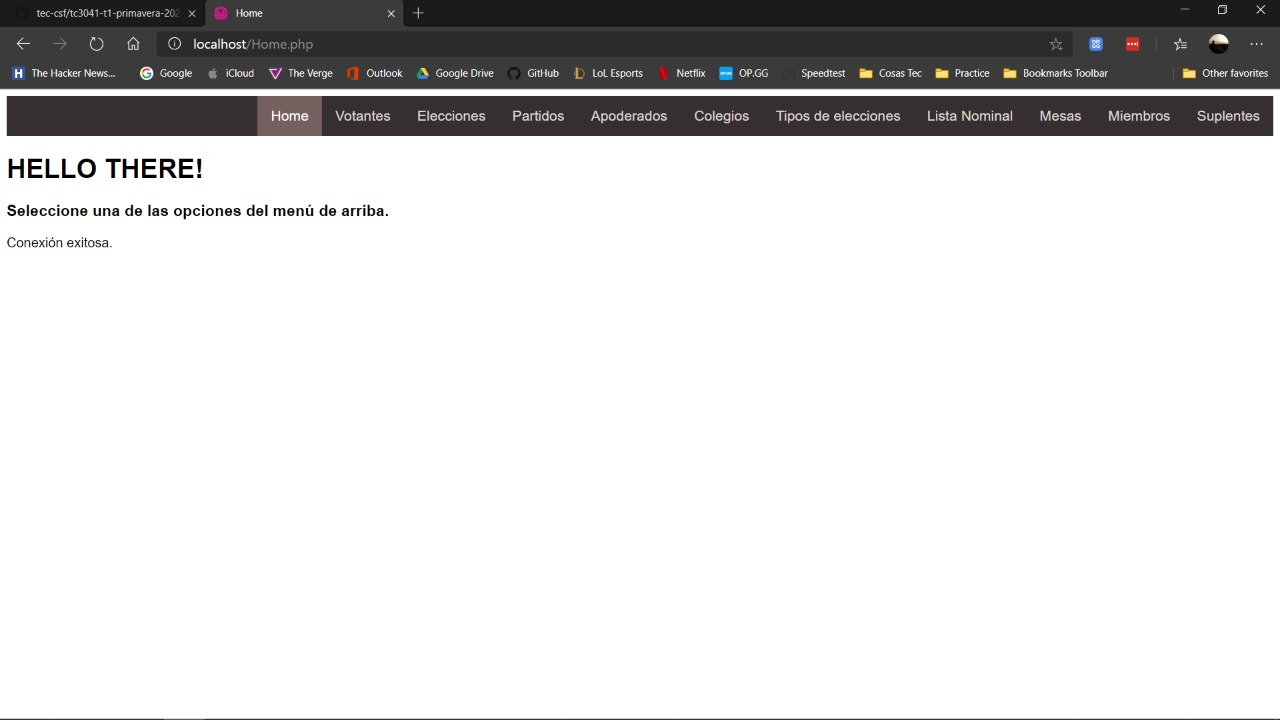 tec-csf/tc3041-t1-primavera-202
Home
localhost/Home.php
The Hacker News... Google iCloud The Verge Outlook Google Drive GitHub LoL Esports Netflix OP.GG Speedtest Cosas Tec Practice Bookmarks Toolbar Other favorites
Home Votantes Elecciones Partidos Apoderados Colegios Tipos de elecciones Lista Nominal Mesas Miembros Suplentes
HELLO THERE!
Seleccione una de las opciones del menú de arriba.
Conexión exitosa.